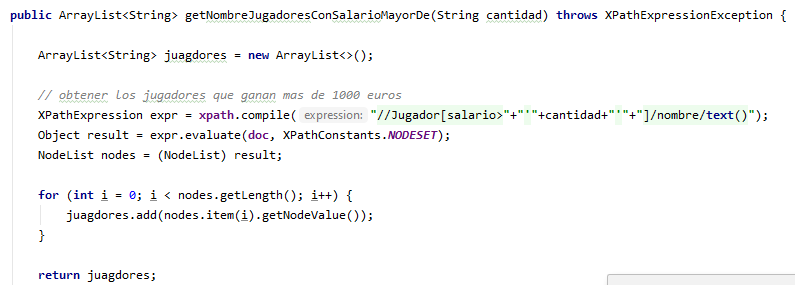 public ArrayList<String> getNombreJugadoresConSalarioMayorDe(String cantidad) throws XPathExpressionException {
ArrayList<String> juagdores = new ArrayList<>();
// obtener los jugadores que ganan mas de 1000 euros
XPathExpression expr = xpath.compile( expression: "//Jugador[salario>"+"'"+cantidad+"'"+"]/nombre/text()");
Object result = expr.evaluate(doc, XPathConstants.NODESET);
NodeList nodes = (NodeList) result;
for (int i = 0; i < nodes.getLength(); i++) {
juagdores.add(nodes.item(i).getNodeValue());
}
return juagdores;